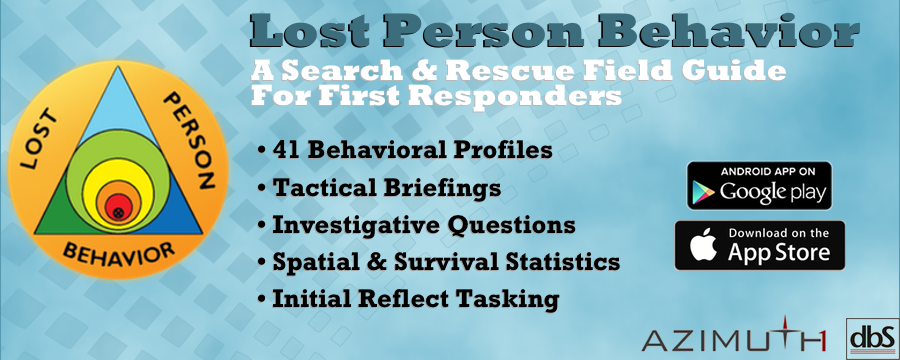 Lost Person Behavior
A Search & Rescue Field Guide
For First Responders
LOST
PERSON
BEHAVIOR
• 41 Behavioral Profiles
• Tactical Briefings
• Investigative Questions
• Spatial & Survival Statistics
• Initial Reflect Tasking
ANDROID APP ON
Google play
Download on the
App Store
AZIMUTH1
dbS